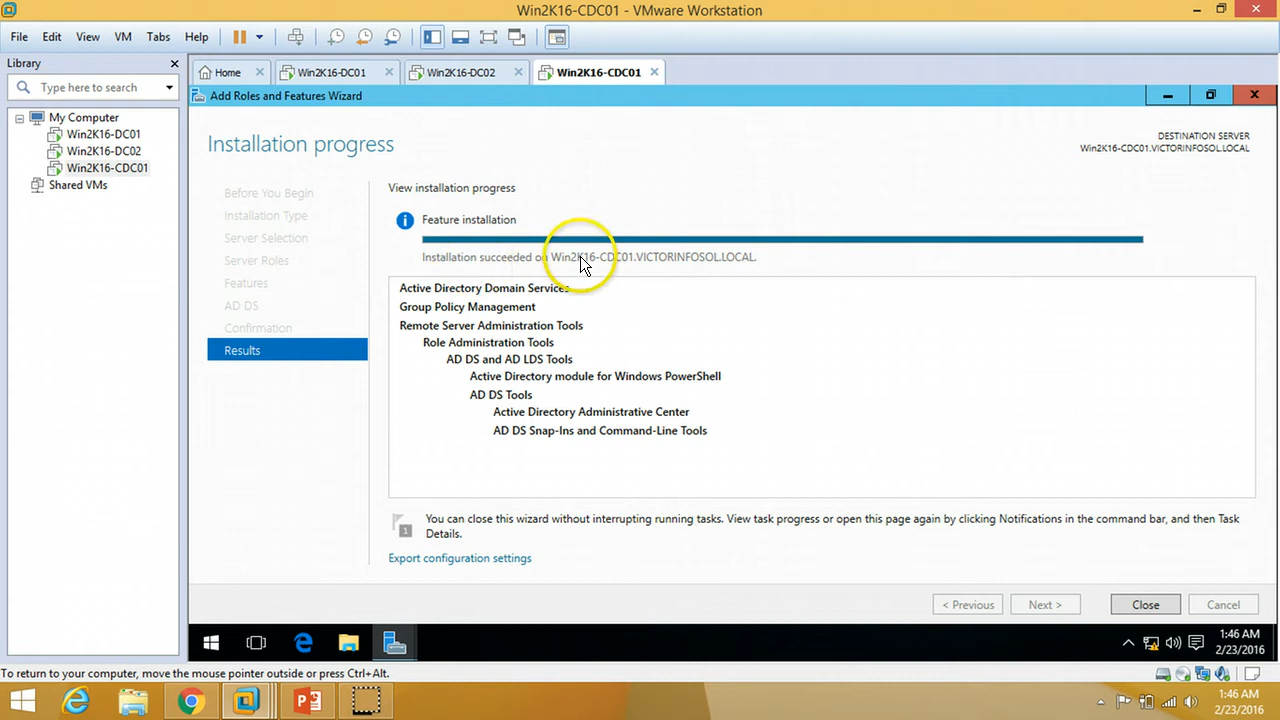 Win2K16-CDC01 - VMware Workstation
File Edit View VM Tabs Help
Library
Type here to search
My Computer
Win2K16-DC01
Win2K16-DC02
Win2K16-CDC01
Shared VMs
Home Win2K16-DC01 Win2K16-DC02 Win2K16-CDC01
Add Roles and Features Wizard
Installation progress
DESTINATION SERVER
Win2K16-CDC01.VICTORINFOSOL.LOCAL
Before You Begin
Installation Type
Server Selection
Server Roles
Features
AD DS
Confirmation
Results
View installation progress
Feature installation
Installation succeeded on Win2K16-CDC01.VICTORINFOSOL.LOCAL.
Active Directory Domain Services
Group Policy Management
Remote Server Administration Tools
Role Administration Tools
AD DS and AD LDS Tools
Active Directory module for Windows PowerShell
AD DS Tools
Active Directory Administrative Center
AD DS Snap-Ins and Command-Line Tools
1
You can close this wizard without interrupting running tasks. View task progress or open this page again by clicking Notifications in the command bar, and then Task
Details.
Export configuration settings
< Previous Next > Close Cancel
1:46 AM
2/23/2016
To return to your computer, move the mouse pointer outside or press Ctrl+Alt.
1:46 AM
2/23/2016